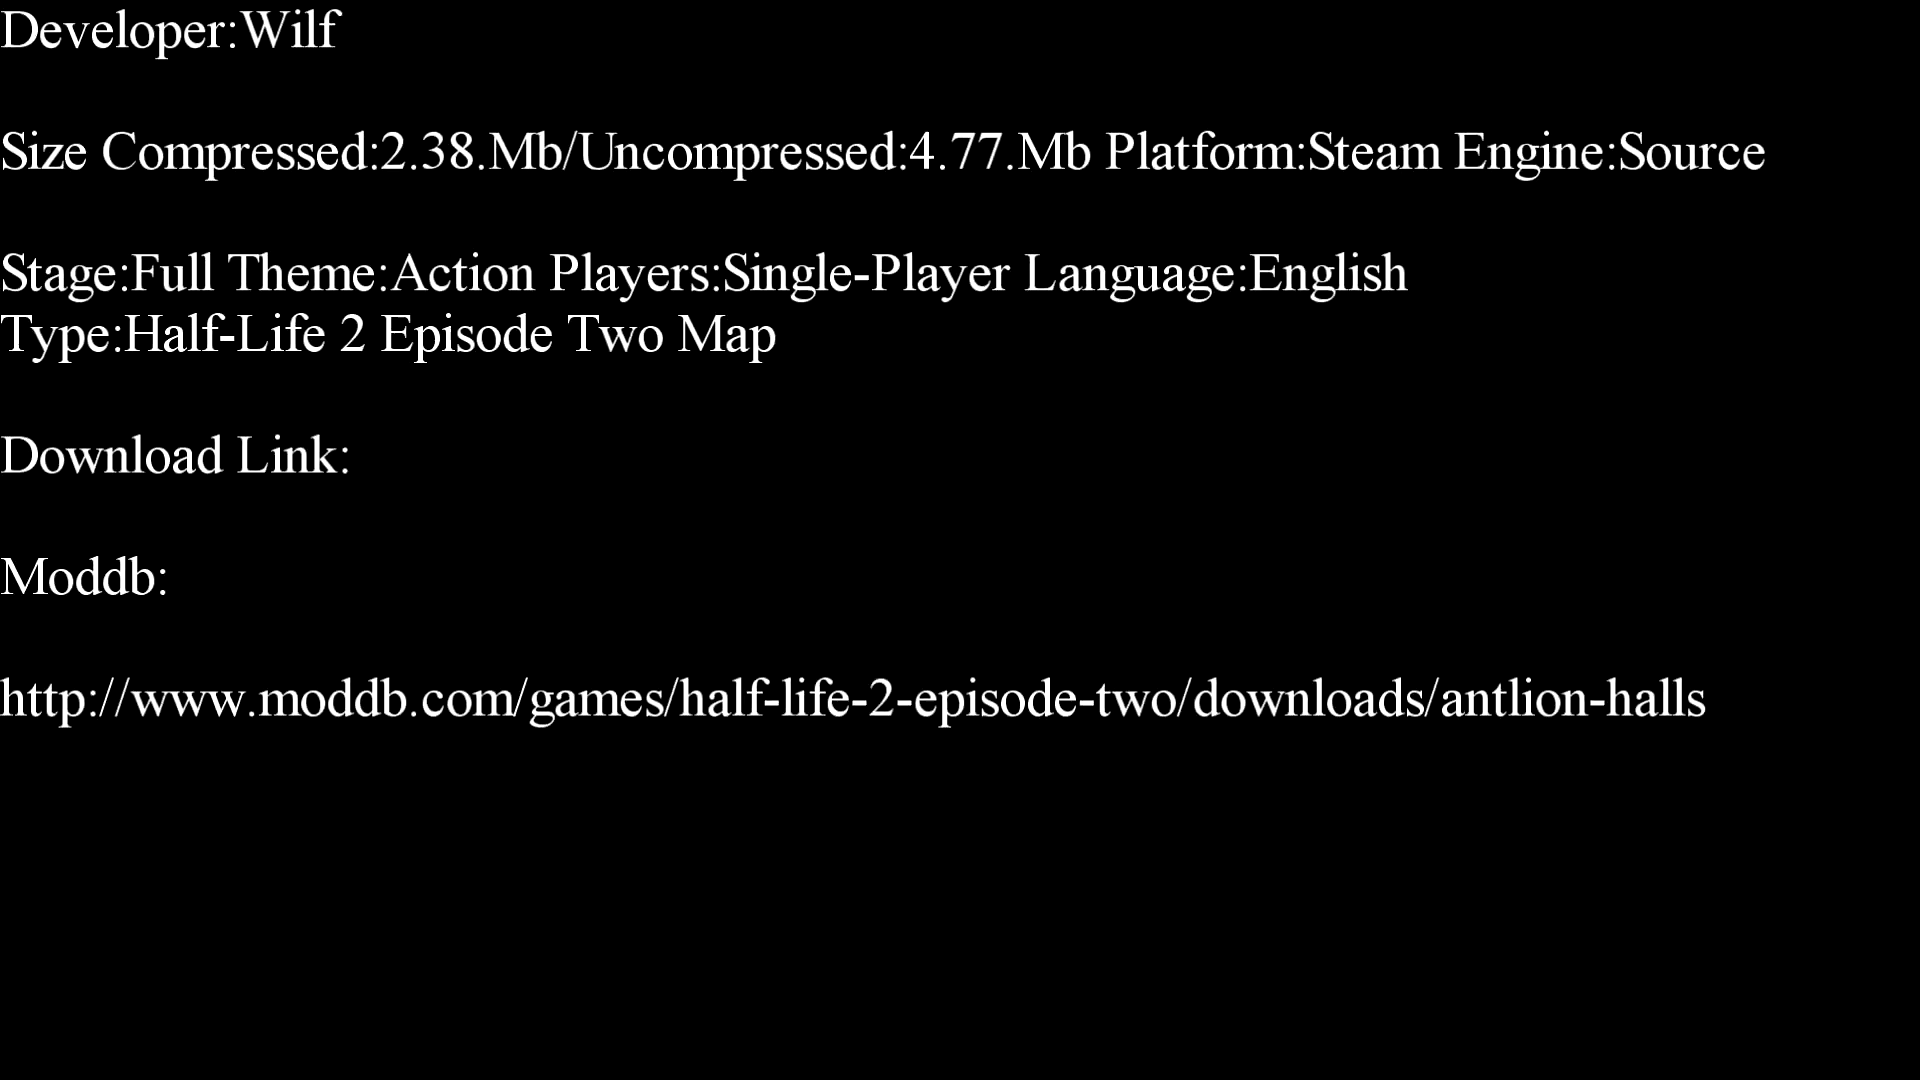 Developer:Wilf
Size Compressed:2.38.Mb/Uncompressed:4.77.Mb Platform:Steam Engine:Source
Stage:Full Theme:Action Players:Single-Player Language:English
Type:Half-Life 2 Episode Two Map
Download Link:
Moddb:
http://www.moddb.com/games/half-life-2-episode-two/downloads/antlion-halls